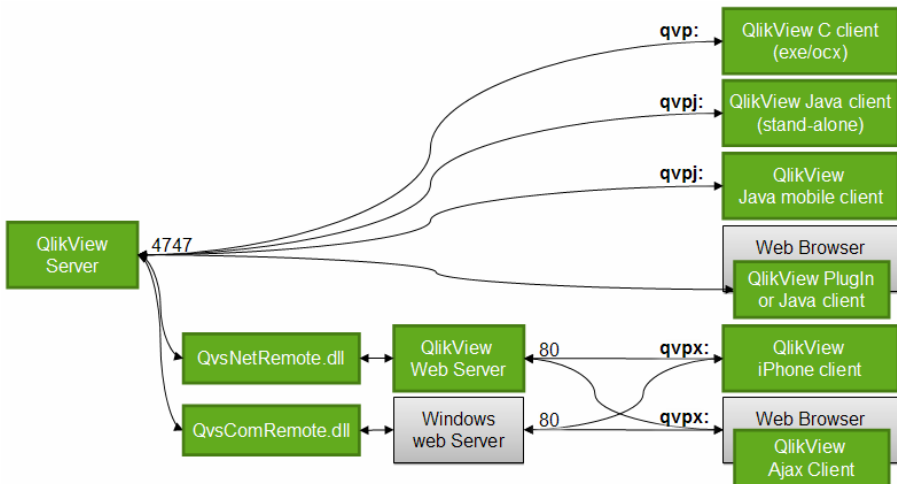 qvp:
QlikView C client
(exe/ocx)
qvpj:
QlikView Java client
(stand-alone)
qvpj:
QlikView
Java mobile client
QlikView
Server
4747
Web Browser
QlikView PlugIn
or Java client
QvsNetRemote.dll
QlikView
Web Server
80
qvpx:
QlikView
iPhone client
QvsComRemote.dll
Windows
web Server
80
qvpx:
Web Browser
QlikView
Ajax Client